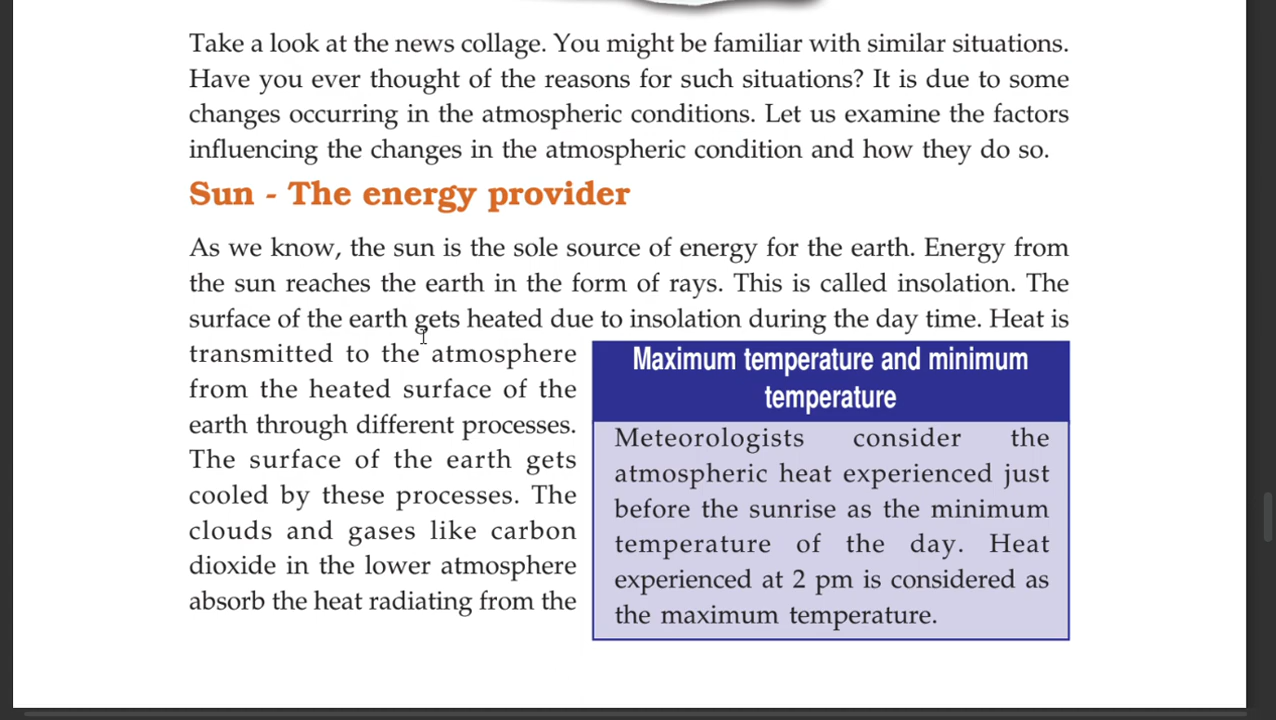 Take a look at the news collage. You might be familiar with similar situations.
Have you ever thought of the reasons for such situations? It is due to some
changes occurring in the atmospheric conditions. Let us examine the factors
influencing the changes in the atmospheric condition and how they do so.
Sun - The energy provider
As we know, the sun is the sole source of energy for the earth. Energy from
the sun reaches the earth in the form of rays. This is called insolation. The
surface of the earth gets heated due to insolation during the day time. Heat is
transmitted to the atmosphere
from the heated surface of the
earth through different processes.
The surface of the earth gets
cooled by these processes. The
clouds and gases like carbon
dioxide in the lower atmosphere
absorb the heat radiating from the
Maximum temperature and minimum
temperature
Meteorologists consider the
atmospheric heat experienced just
before the sunrise as the minimum
temperature of the day. Heat
experienced at 2 pm is considered as
the maximum temperature.